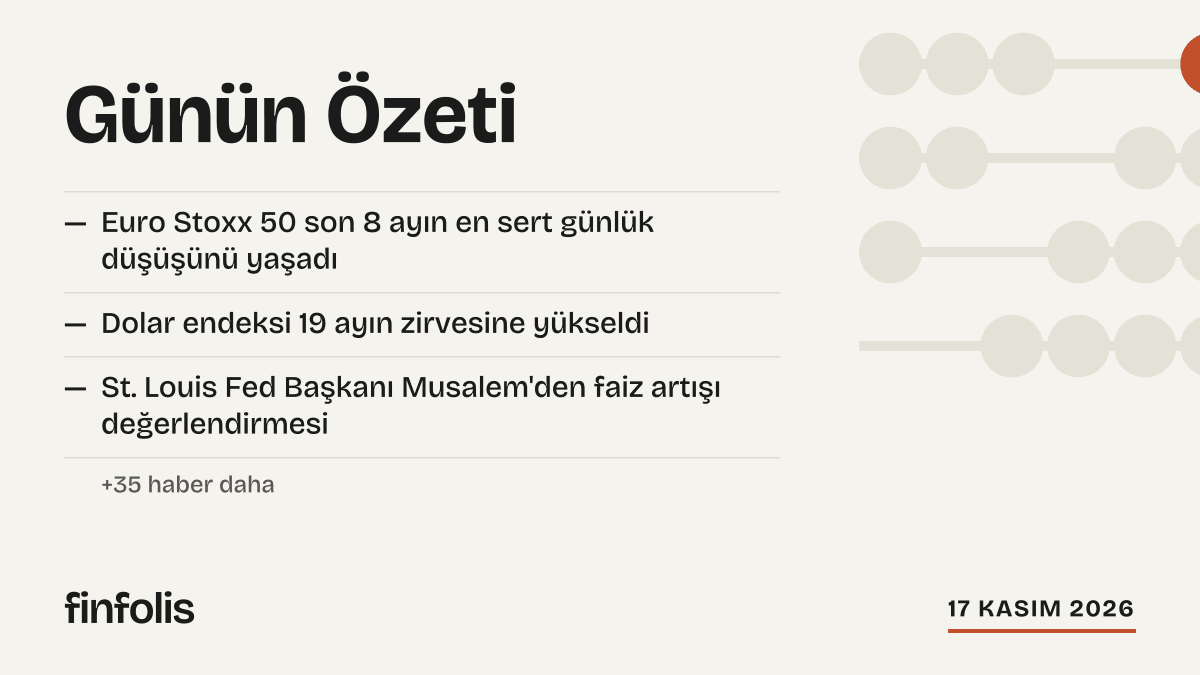 Günün Özeti
— Euro Stoxx 50 son 8 ayın en sert günlük
düşüşünü yaşadı
— Dolar endeksi 19 ayın zirvesine yükseldi
— St. Louis Fed Başkanı Musalem'den faiz artışı
değerlendirmesi
+35 haber daha
finfolis
17 KASIM 2026